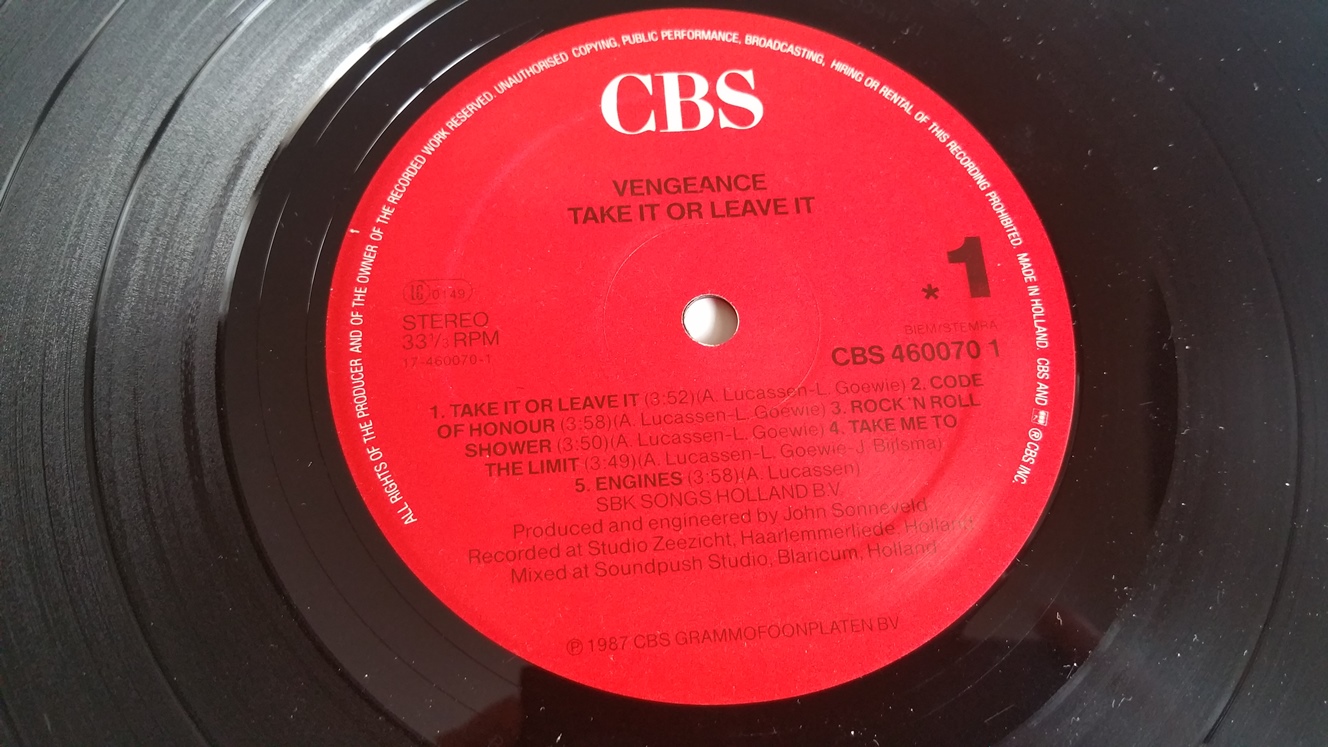 ALL RIGHTS OF THE PRODUCER AND OF THE OWNER OF THE RECORDED WORK RESERVED. UNAUTHORISED COPYING, PUBLIC PERFORMANCE, BROADCASTING, HIRING OR RENTAL OF THIS RECORDING PROHIBITED. MADE IN HOLLAND. CBS AND ® CBS INC.
CBS
VENGEANCE
TAKE IT OR LEAVE IT
* 1
LC 0149
STEREO
33⅓ RPM
17-460070-1
BIEM/STEMRA
CBS 460070 1
1. TAKE IT OR LEAVE IT (3:52)(A. Lucassen-L. Goewie) 2. CODE
OF HONOUR (3:58)(A. Lucassen-L. Goewie) 3. ROCK `N ROLL
SHOWER (3:50)(A. Lucassen-L. Goewie) 4. TAKE ME TO
THE LIMIT (3:49)(A. Lucassen-L. Goewie-J. Bijlsma)
5. ENGINES (3:58)(A. Lucassen)
SBK SONGS HOLLAND B.V.
Produced and engineered by John Sonneveld
Recorded at Studio Zeezicht, Haarlemmerliede, Holland
Mixed at Soundpush Studio, Blaricum, Holland
℗ 1987 CBS GRAMMOFOONPLATEN BV